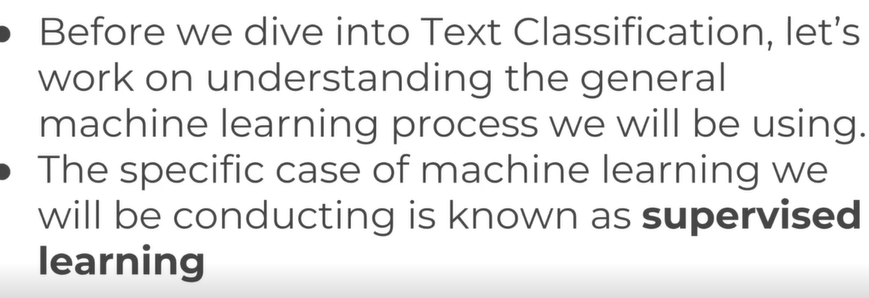 • Before we dive into Text Classification, let’s
work on understanding the general
machine learning process we will be using.
• The specific case of machine learning we
will be conducting is known as supervised
learning